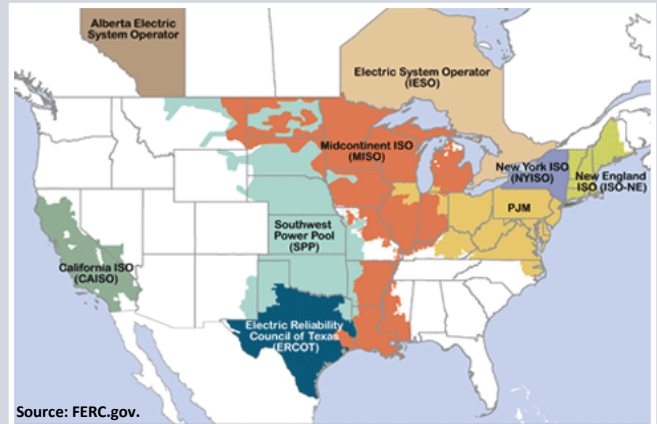 Alberta Electric
System Operator
Electric System Operator
(IESO)
Midcontinent ISO
(MISO)
New York ISO
(NYISO)
New England
ISO (ISO-NE)
PJM
Southwest
Power Pool
(SPP)
California ISO
(CAISO)
Electric Reliability
Council of Texas
(ERCOT)
Source: FERC.gov.